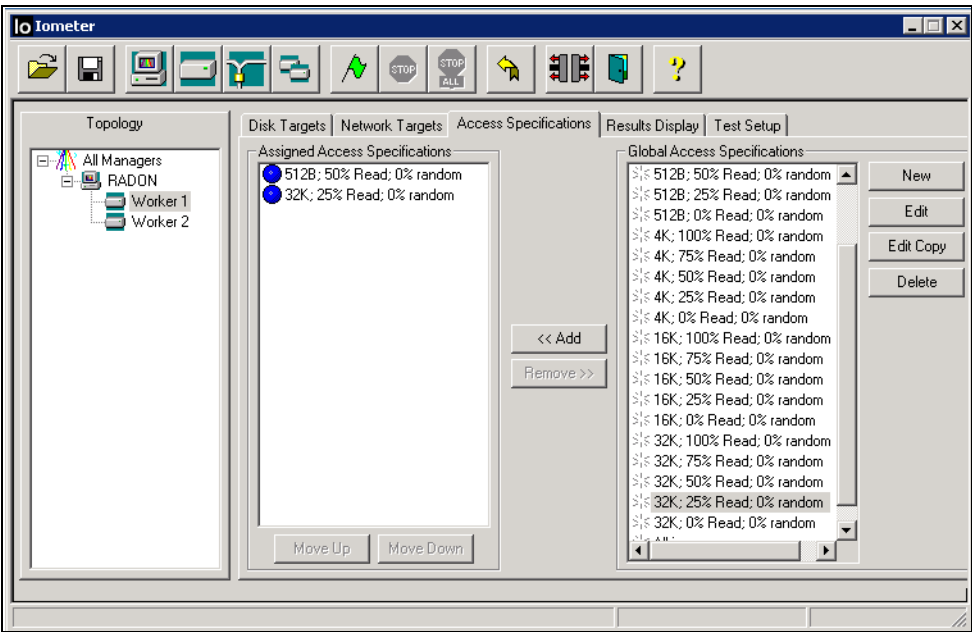 Iometer
STOP
STOP
ALL
?
Topology
All Managers
RADON
Worker 1
Worker 2
Disk Targets
Network Targets
Access Specifications
Results Display
Test Setup
Assigned Access Specifications
512B; 50% Read; 0% random
32K; 25% Read; 0% random
Move Up
Move Down
<< Add
Remove >>
Global Access Specifications
512B; 50% Read; 0% random
512B; 25% Read; 0% random
512B; 0% Read; 0% random
4K; 100% Read; 0% random
4K; 75% Read; 0% random
4K; 50% Read; 0% random
4K; 25% Read; 0% random
4K; 0% Read; 0% random
16K; 100% Read; 0% random
16K; 75% Read; 0% random
16K; 50% Read; 0% random
16K; 25% Read; 0% random
16K; 0% Read; 0% random
32K; 100% Read; 0% random
32K; 75% Read; 0% random
32K; 50% Read; 0% random
32K; 25% Read; 0% random
32K; 0% Read; 0% random
New
Edit
Edit Copy
Delete